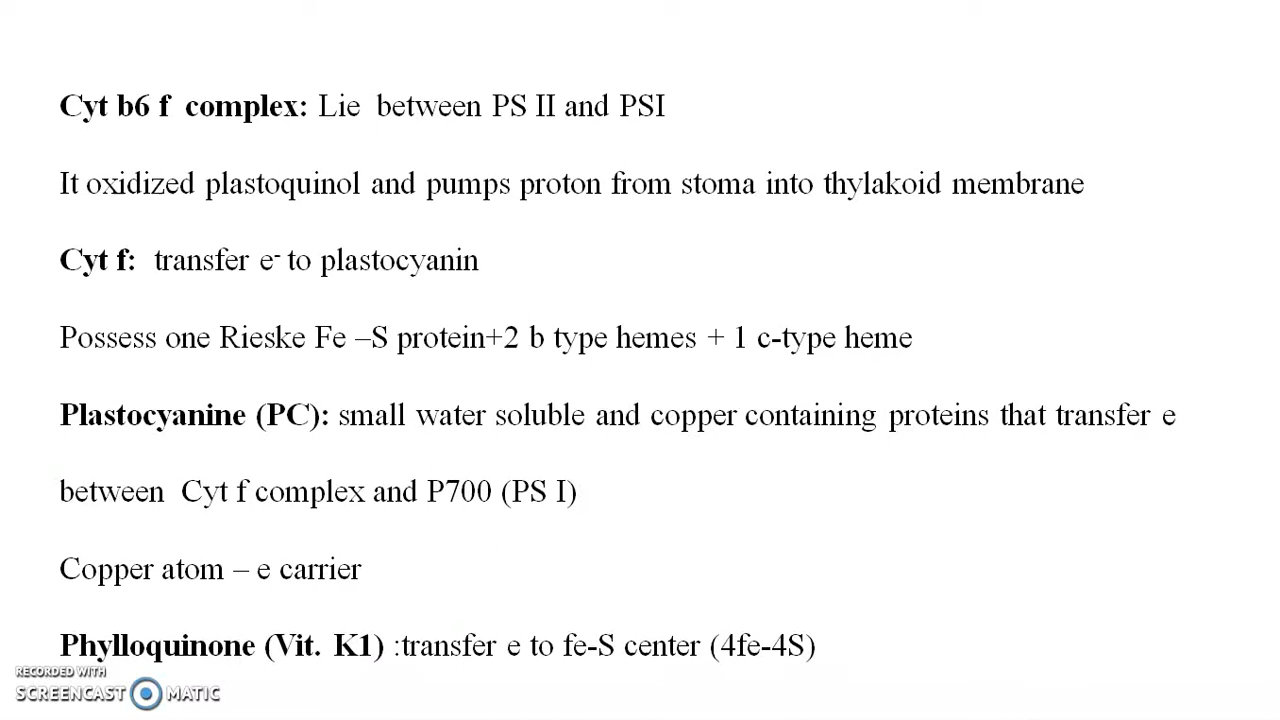 Cyt b6 f complex: Lie between PS II and PSI
It oxidized plastoquinol and pumps proton from stoma into thylakoid membrane
Cyt f: transfer e- to plastocyanin
Possess one Rieske Fe –S protein+2 b type hemes + 1 c-type heme
Plastocyanine (PC): small water soluble and copper containing proteins that transfer e
between Cyt f complex and P700 (PS I)
Copper atom – e carrier
Phylloquinone (Vit. K1) :transfer e to fe-S center (4fe-4S)
RECORDED WITH
SCREENCAST MATIC